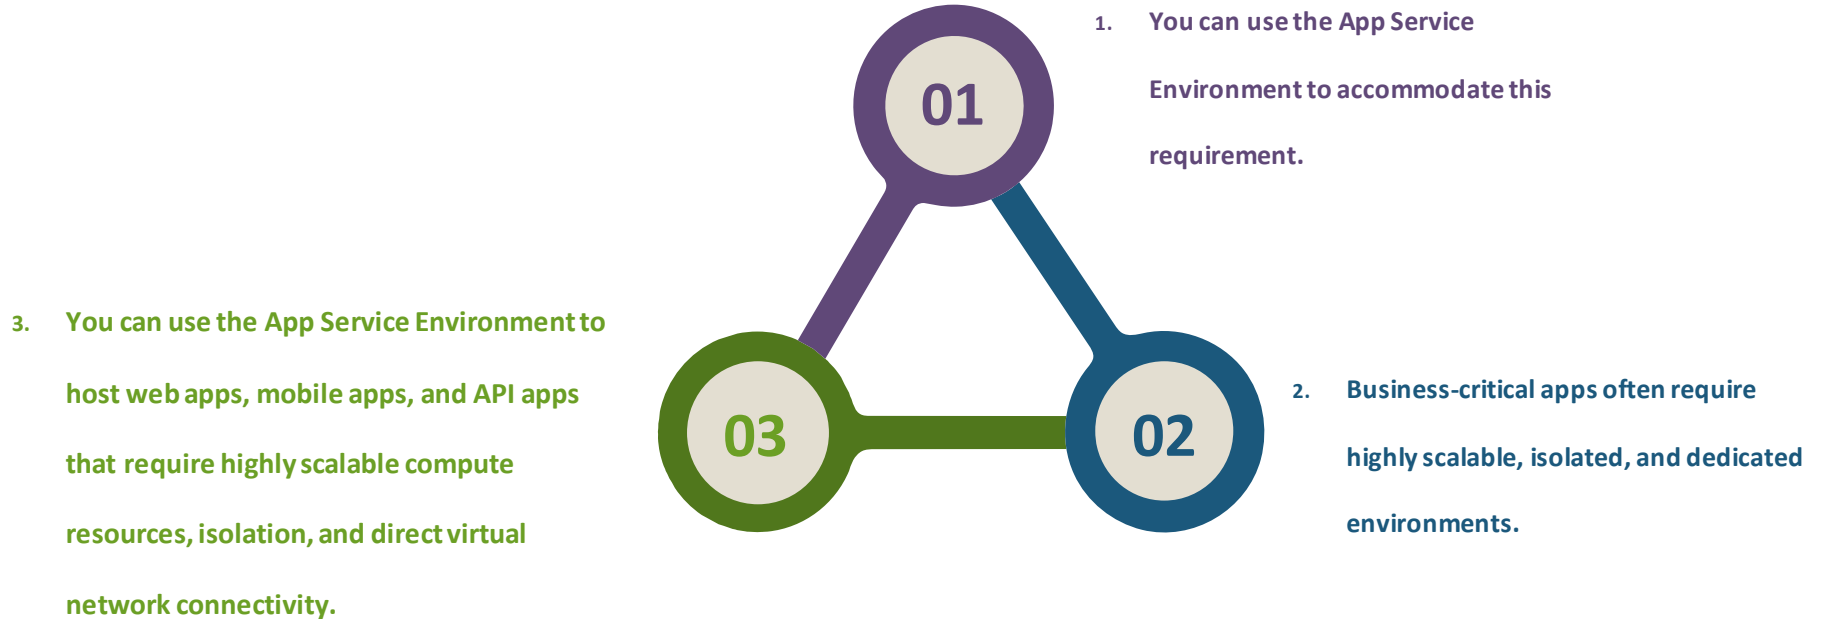 01
1. You can use the App Service
Environment to accommodate this
requirement.
02
2. Business-critical apps often require
highly scalable, isolated, and dedicated
environments.
03
3. You can use the App Service Environment to
host web apps, mobile apps, and API apps
that require highly scalable compute
resources, isolation, and direct virtual
network connectivity.